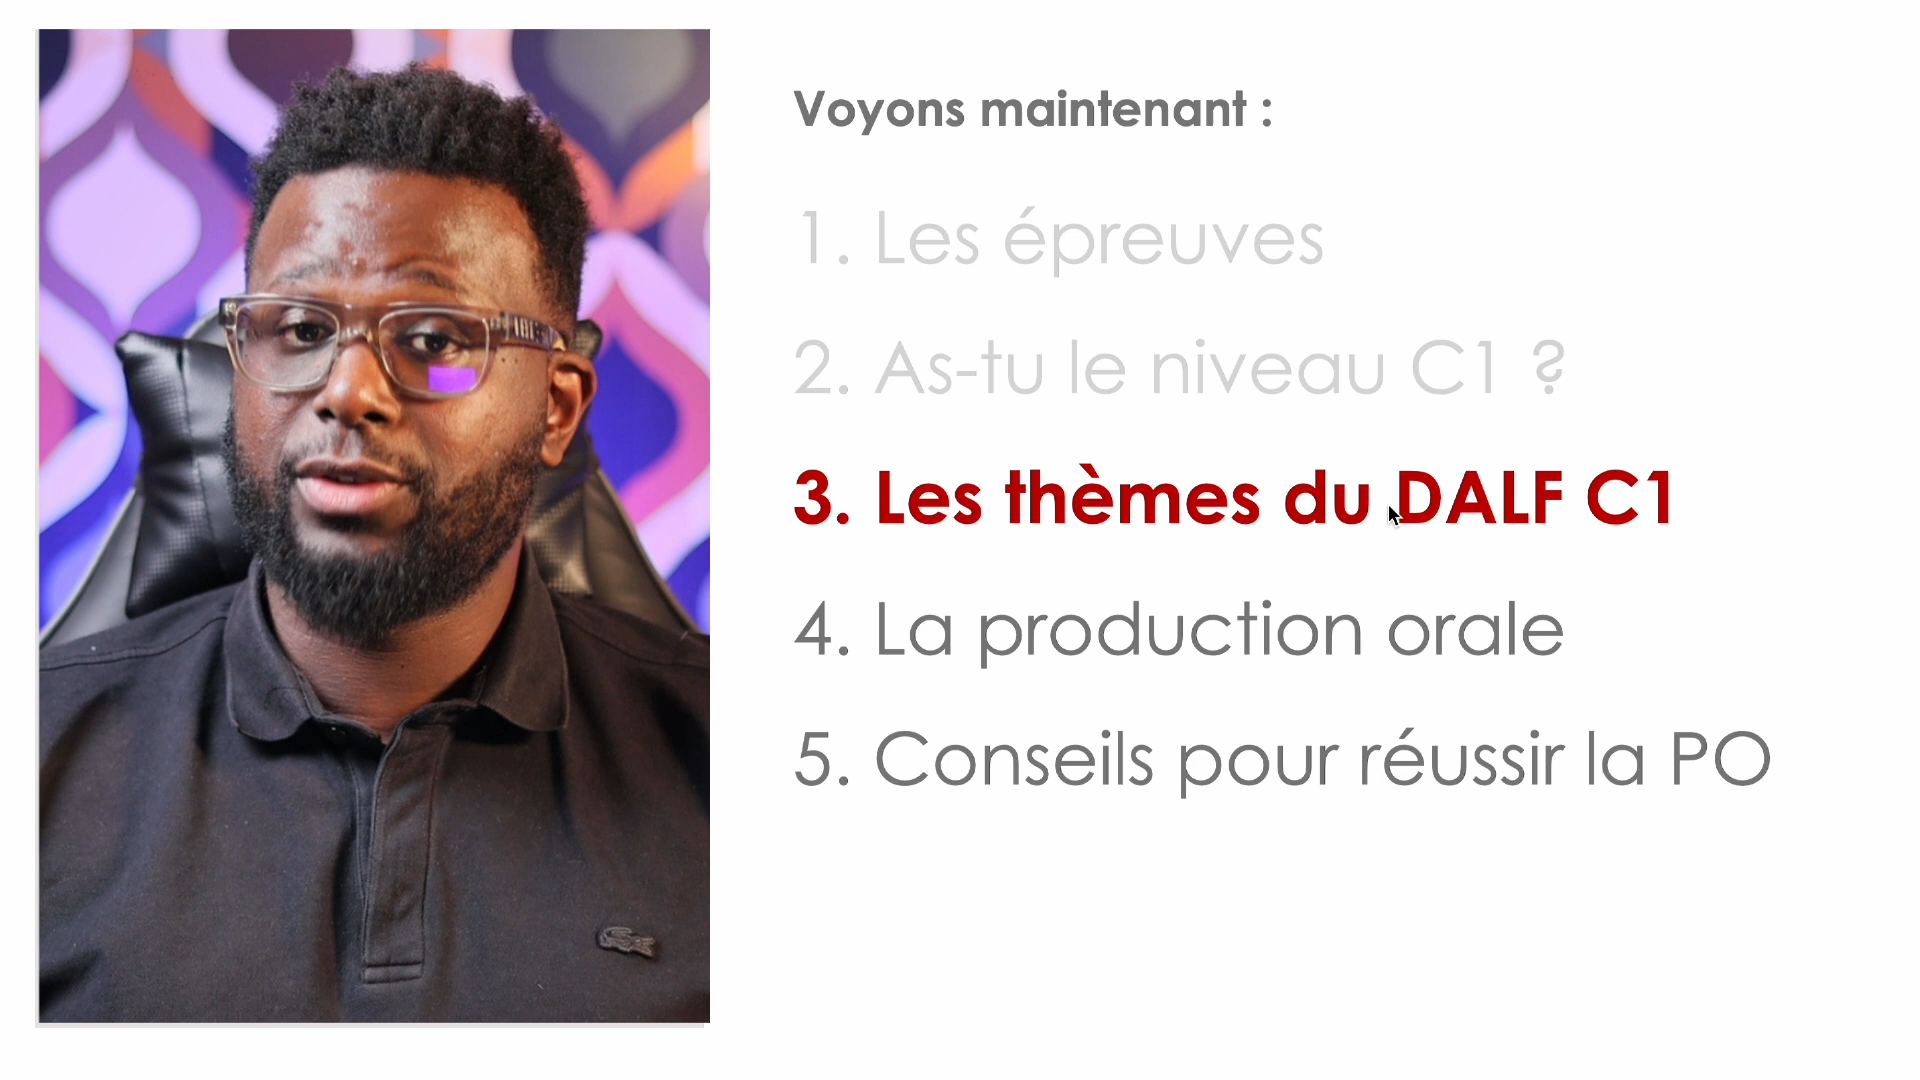 Voyons maintenant :
1. Les épreuves
2. As-tu le niveau C1 ?
3. Les thèmes du DALF C1
4. La production orale
5. Conseils pour réussir la PO